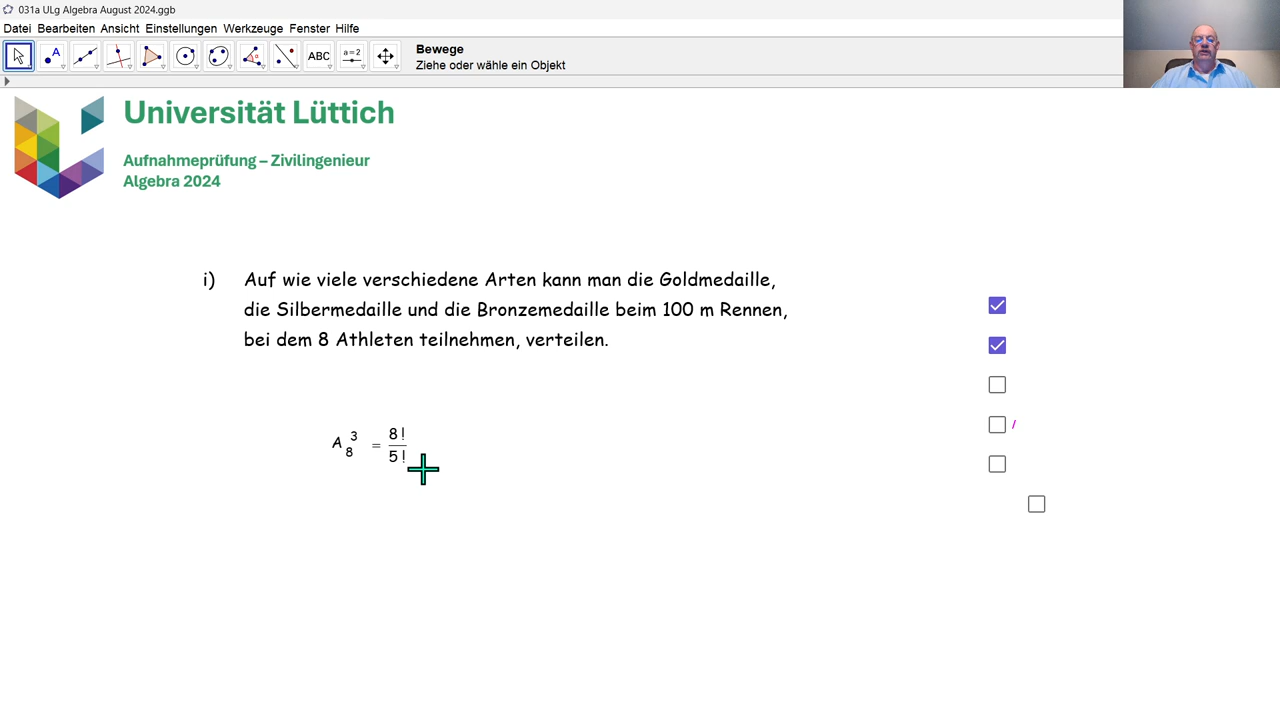 031a ULg Algebra August 2024.ggb
Datei Bearbeiten Ansicht Einstellungen Werkzeuge Fenster Hilfe
A
ABC
a=2
Bewege
Ziehe oder wähle ein Objekt
Universität Lüttich
Aufnahmeprüfung – Zivilingenieur
Algebra 2024
i) Auf wie viele verschiedene Arten kann man die Goldmedaille,
die Silbermedaille und die Bronzemedaille beim 100 m Rennen,
bei dem 8 Athleten teilnehmen, verteilen.
A 3 8 = 8! / 5!
/